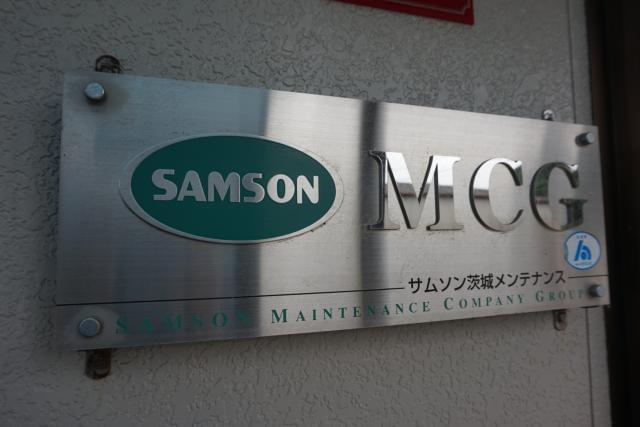 SAMSON MCG
サムソン茨城メンテナンス
SAMSON MAINTENANCE COMPANY GROUP